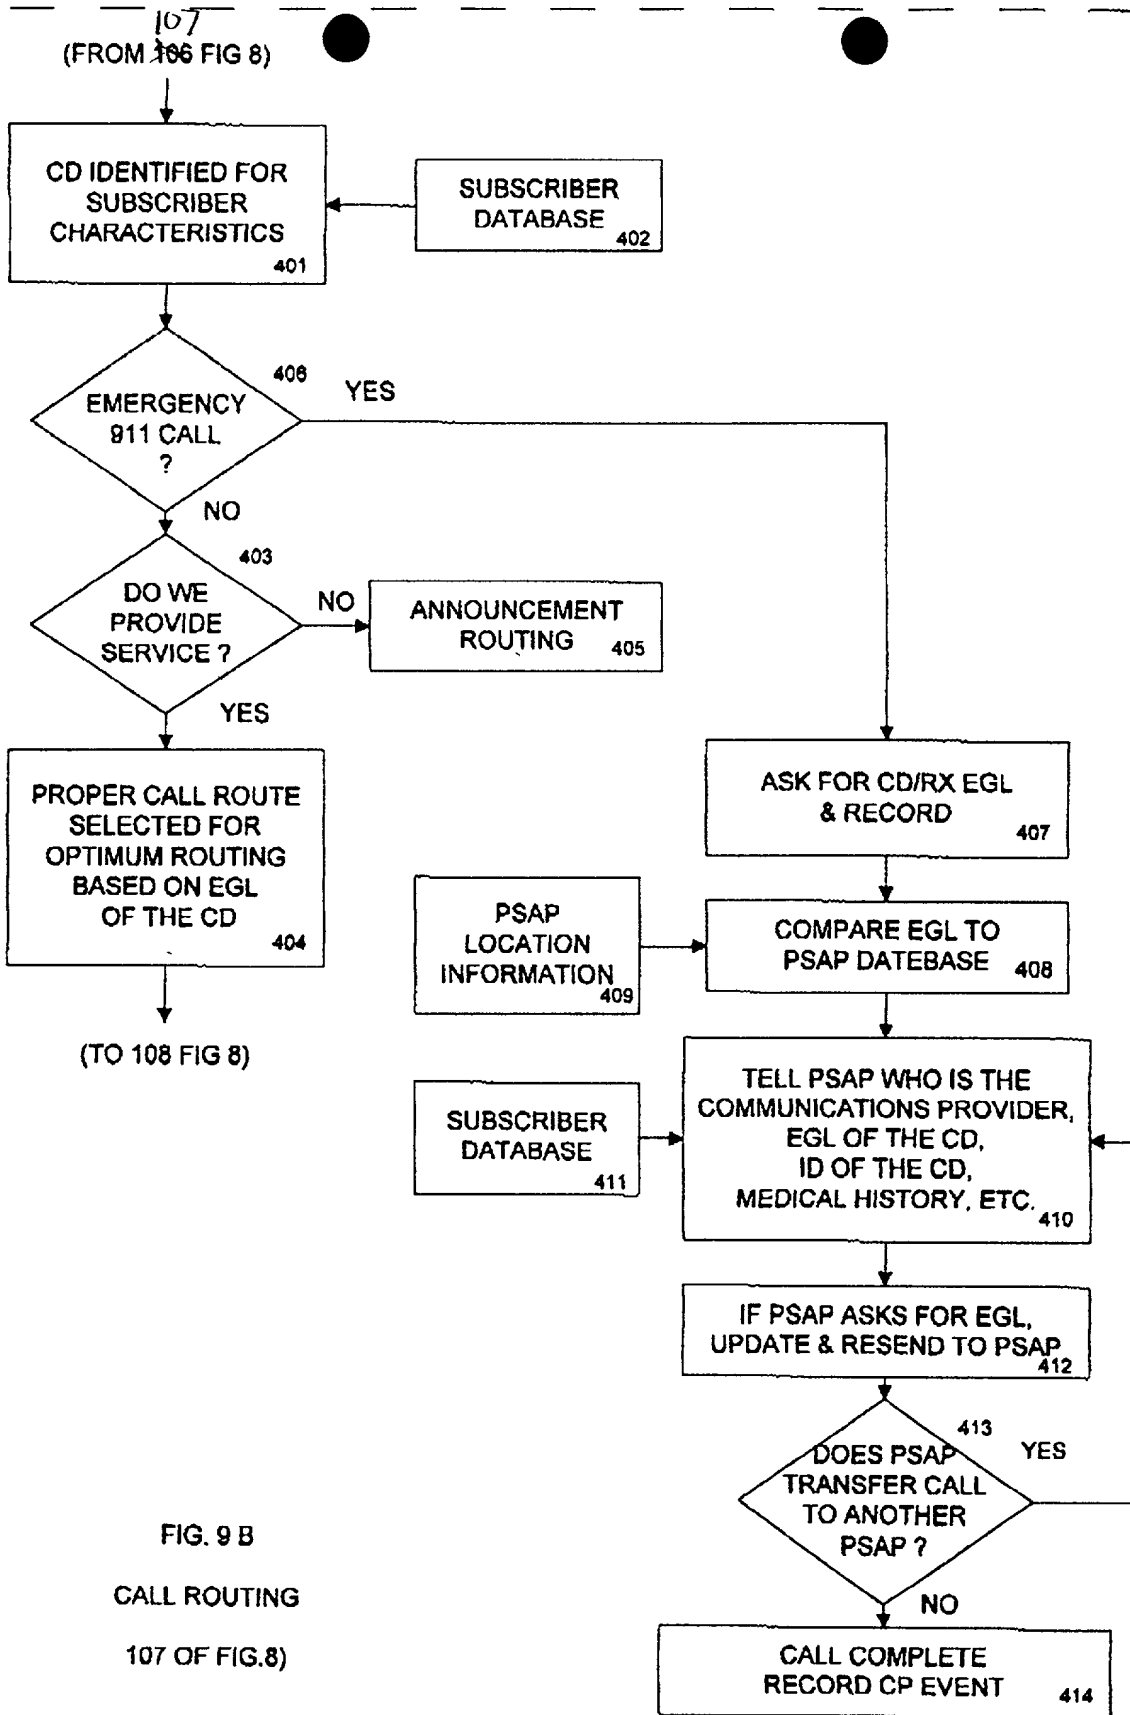 107
(FROM 106 FIG 8)
CD IDENTIFIED FOR
SUBSCRIBER
CHARACTERISTICS
401
SUBSCRIBER
DATABASE
402
406
YES
EMERGENCY
911 CALL
?
NO
403
DO WE
PROVIDE
SERVICE ?
NO
ANNOUNCEMENT
ROUTING
405
YES
PROPER CALL ROUTE
SELECTED FOR
OPTIMUM ROUTING
BASED ON EGL
OF THE CD
404
(TO 108 FIG 8)
ASK FOR CD/RX EGL
& RECORD
407
PSAP
LOCATION
INFORMATION
409
COMPARE EGL TO
PSAP DATEBASE
408
SUBSCRIBER
DATABASE
411
TELL PSAP WHO IS THE
COMMUNICATIONS PROVIDER,
EGL OF THE CD,
ID OF THE CD,
MEDICAL HISTORY, ETC.
410
IF PSAP ASKS FOR EGL,
UPDATE & RESEND TO PSAP
412
413
YES
DOES PSAP
TRANSFER CALL
TO ANOTHER
PSAP ?
NO
CALL COMPLETE
RECORD CP EVENT
414
FIG. 9 B
CALL ROUTING
107 OF FIG.8)